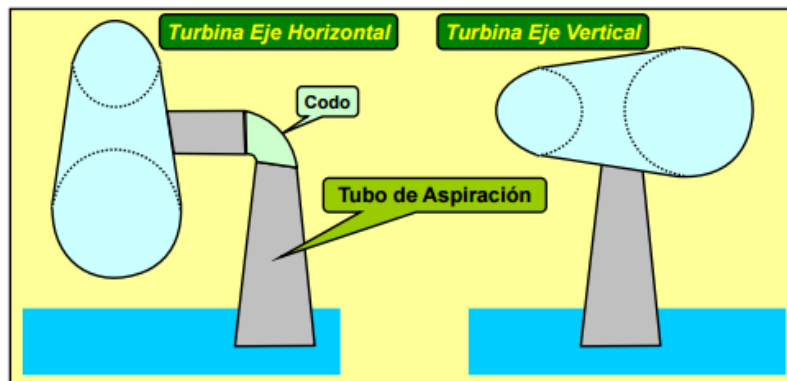 Turbina Eje Horizontal
Turbina Eje Vertical
Codo
Tubo de Aspiración